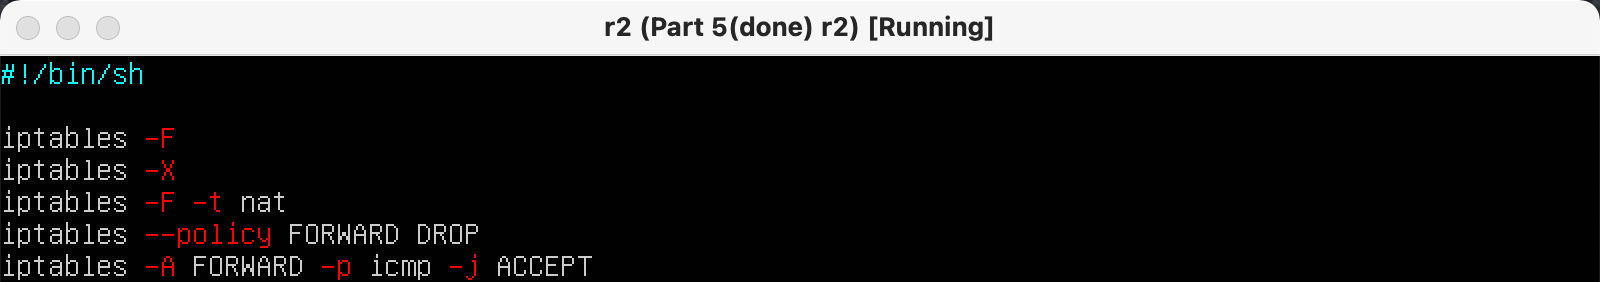 r2 (Part 5(done) r2) [Running]
#!/bin/sh
iptables -F
iptables -X
iptables -F -t nat
iptables --policy FORWARD DROP
iptables -A FORWARD -p icmp -j ACCEPT